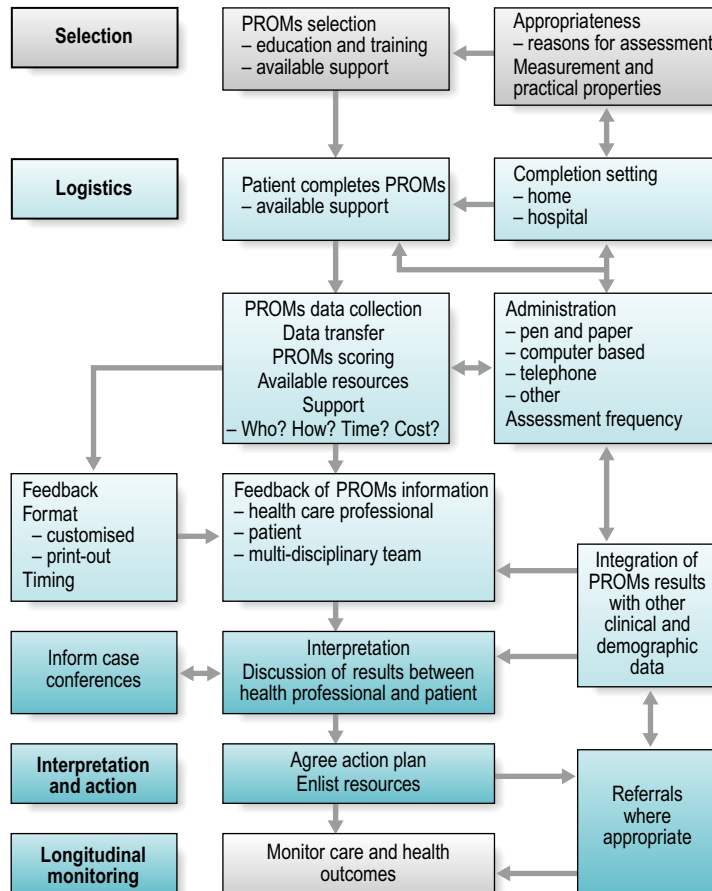 Selection
PROMs selection
– education and training
– available support
Appropriateness
– reasons for assessment
Measurement and
practical properties
Logistics
Patient completes PROMs
– available support
Completion setting
– home
– hospital
PROMs data collection
Data transfer
PROMs scoring
Available resources
Support
– Who? How? Time? Cost?
Administration
– pen and paper
– computer based
– telephone
– other
Assessment frequency
Feedback
Format
– customised
– print-out
Timing
Feedback of PROMs information
– health care professional
– patient
– multi-disciplinary team
Integration of
PROMs results
with other
clinical and
demographic
data
Inform case
conferences
Interpretation
Discussion of results between
health professional and patient
Interpretation
and action
Agree action plan
Enlist resources
Referrals
where
appropriate
Longitudinal
monitoring
Monitor care and health
outcomes